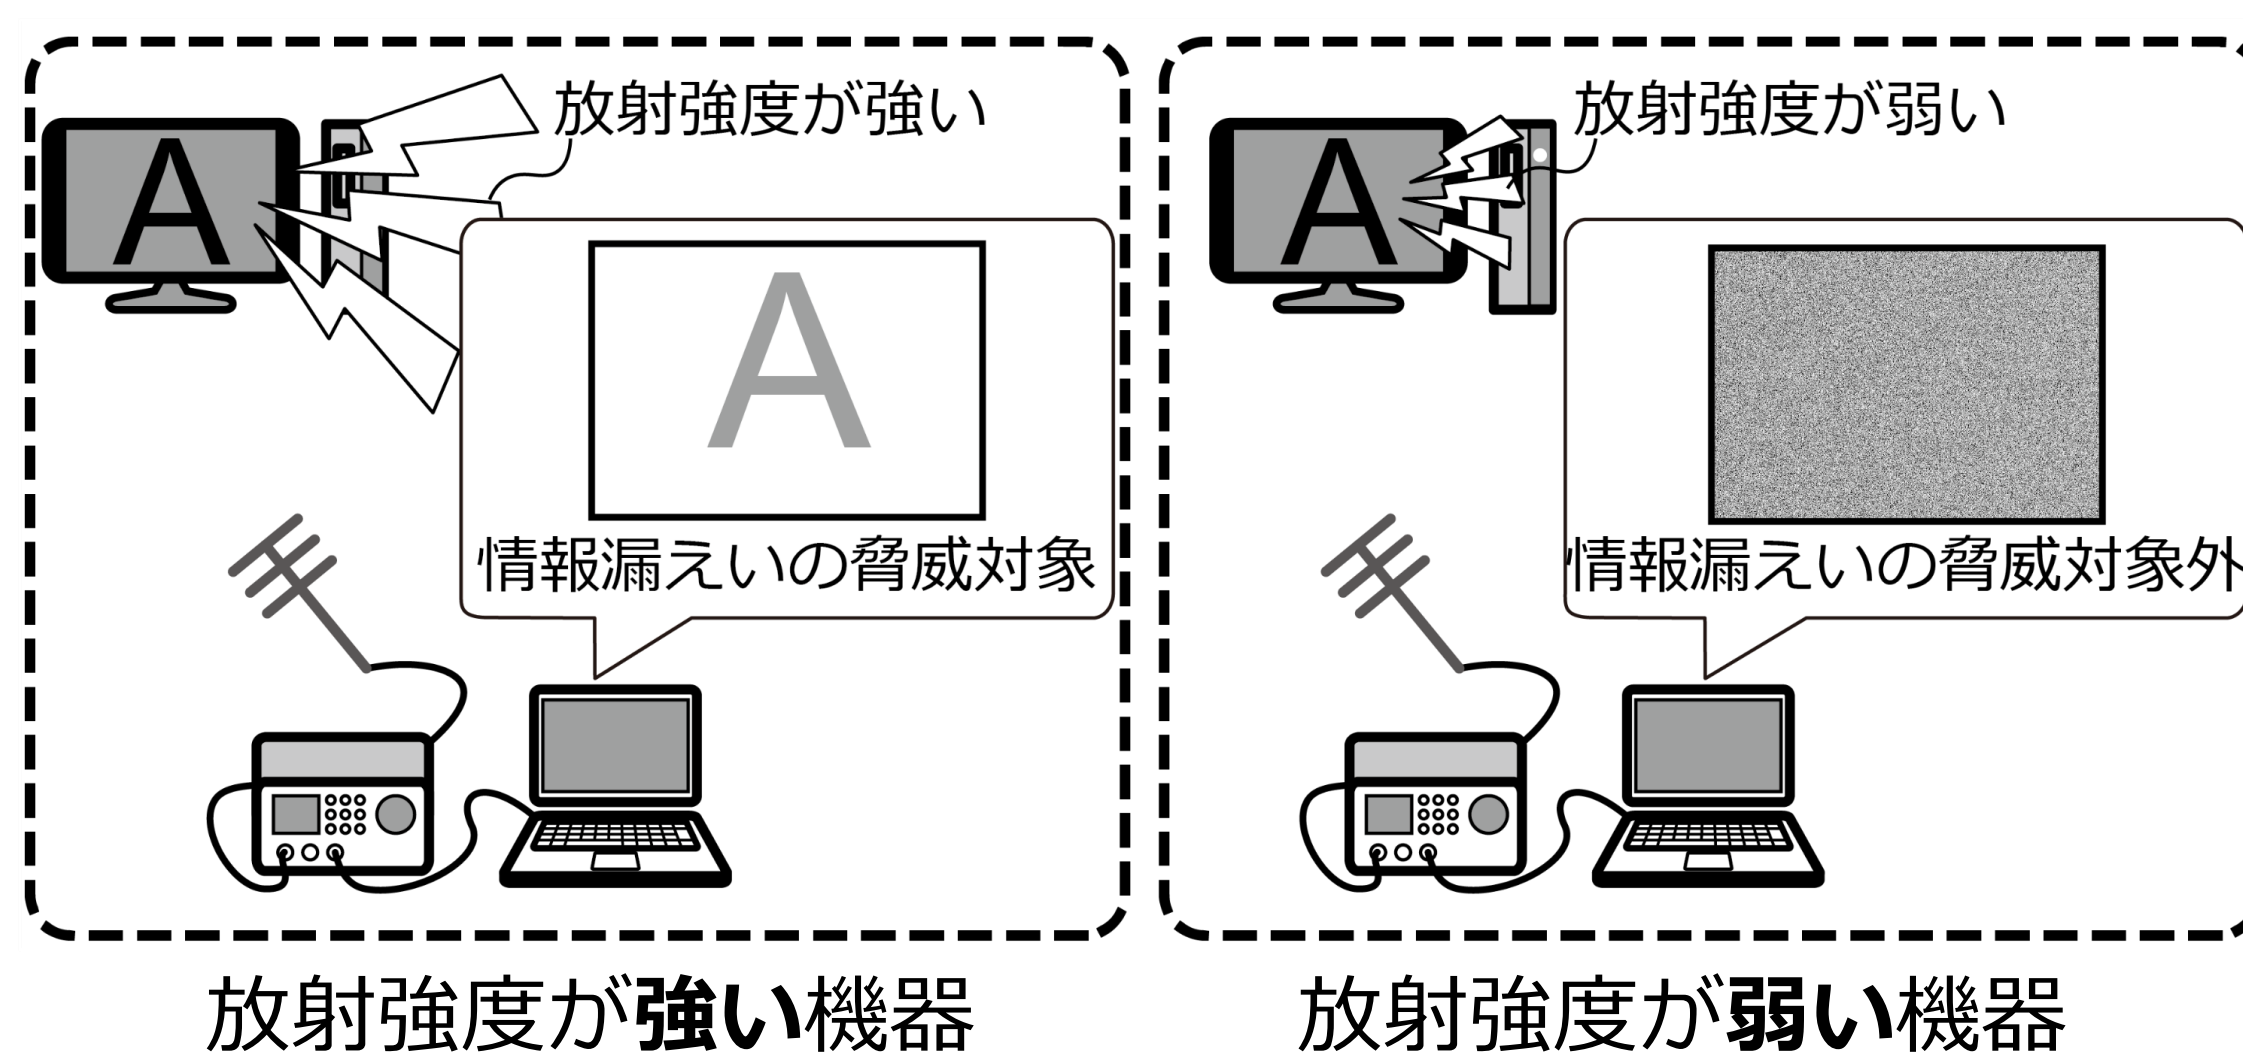 放射強度が強い
A
A
情報漏えいの脅威対象
放射強度が強い機器
放射強度が弱い
A
情報漏えいの脅威対象外
放射強度が弱い機器